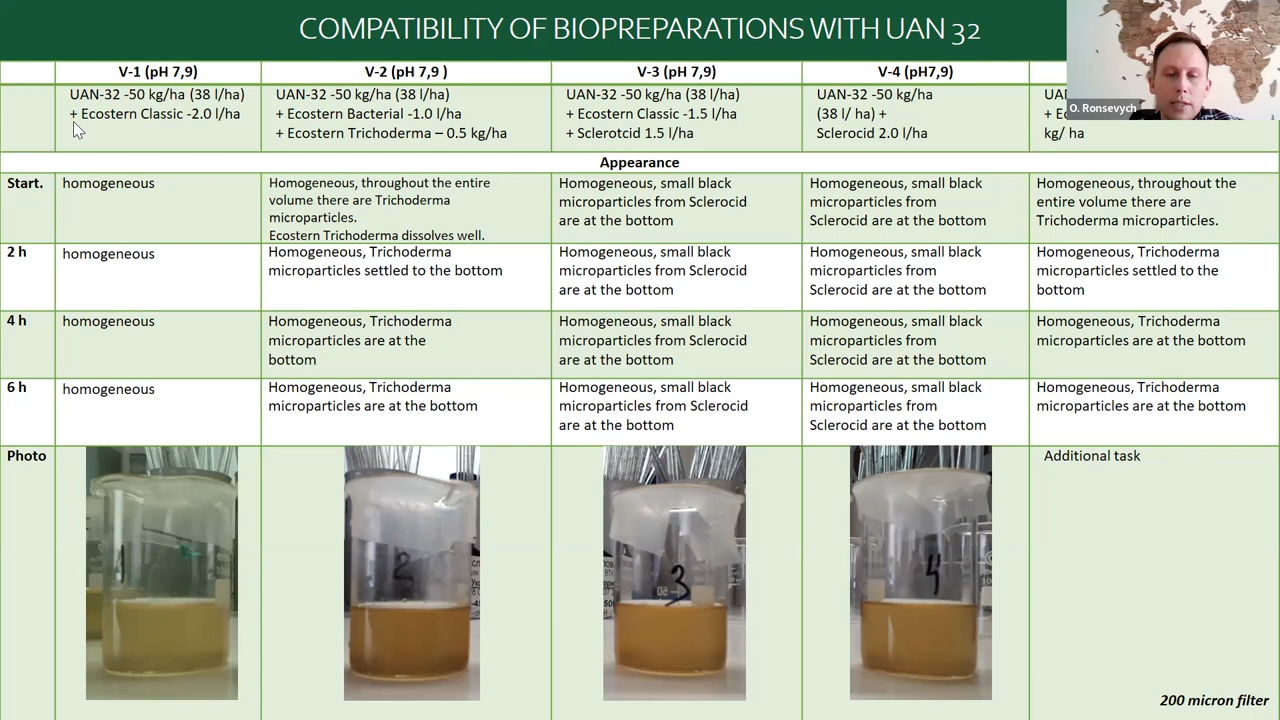 COMPATIBILITY OF BIOPREPARATIONS WITH UAN 32
O. Ronsevych
V-1 (pH 7,9)
V-2 (pH 7,9 )
V-3 (pH 7,9)
V-4 (pH7,9)
UAN-32 -50 kg/ha (38 l/ha)
+ Ecostern Classic -2.0 l/ha
UAN-32 -50 kg/ha (38 l/ha)
+ Ecostern Bacterial -1.0 l/ha
+ Ecostern Trichoderma – 0.5 kg/ha
UAN-32 -50 kg/ha (38 l/ha)
+ Ecostern Classic -1.5 l/ha
+ Sclerotcid 1.5 l/ha
UAN-32 -50 kg/ha
(38 l/ ha) +
Sclerocid 2.0 l/ha
kg/ ha
Appearance
Start.
homogeneous
Homogeneous, throughout the entire
volume there are Trichoderma
microparticles.
Ecostern Trichoderma dissolves well.
Homogeneous, small black
microparticles from Sclerocid
are at the bottom
Homogeneous, small black
microparticles from
Sclerocid are at the bottom
Homogeneous, throughout the
entire volume there are
Trichoderma microparticles.
2 h
homogeneous
Homogeneous, Trichoderma
microparticles settled to the bottom
Homogeneous, small black
microparticles from Sclerocid
are at the bottom
Homogeneous, small black
microparticles from
Sclerocid are at the bottom
Homogeneous, Trichoderma
microparticles settled to the
bottom
4 h
homogeneous
Homogeneous, Trichoderma
microparticles are at the
bottom
Homogeneous, small black
microparticles from Sclerocid
are at the bottom
Homogeneous, small black
microparticles from
Sclerocid are at the bottom
Homogeneous, Trichoderma
microparticles are at the bottom
6 h
homogeneous
Homogeneous, Trichoderma
microparticles are at the bottom
Homogeneous, small black
microparticles from Sclerocid
are at the bottom
Homogeneous, small black
microparticles from
Sclerocid are at the bottom
Homogeneous, Trichoderma
microparticles are at the bottom
Photo
1
2
3
50
4
Additional task
200 micron filter